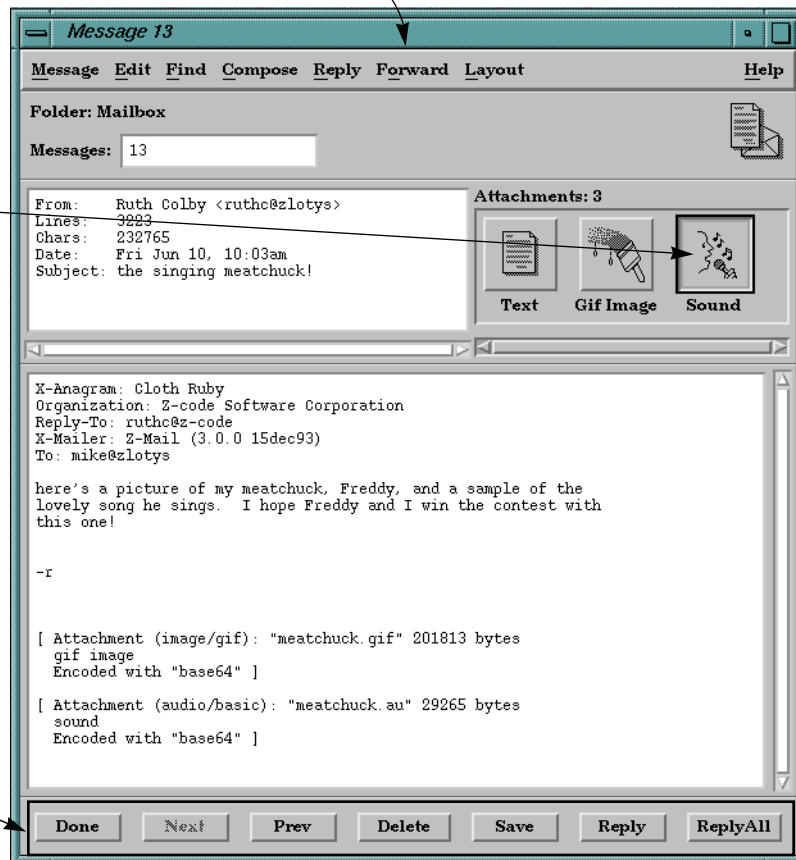 Message 13
Message Edit Find Compose Reply Forward Layout Help
Folder: Mailbox
Messages: 13
From: Ruth Colby <ruthc@zlotys>
Lines: 3223
Chars: 232765
Date: Fri Jun 10, 10:03am
Subject: the singing meatchuck!
Attachments: 3
Text Gif Image Sound
X-Anagram: Cloth Ruby
Organization: Z-code Software Corporation
Reply-To: ruthc@z-code
X-Mailer: Z-Mail (3.0.0 15dec93)
To: mike@zlotys
here's a picture of my meatchuck, Freddy, and a sample of the
lovely song he sings. I hope Freddy and I win the contest with
this one!
-r
[ Attachment (image/gif): "meatchuck.gif" 201813 bytes
gif image
Encoded with "base64" ]
[ Attachment (audio/basic): "meatchuck.au" 29265 bytes
sound
Encoded with "base64" ]
Done Next Prev Delete Save Reply ReplyAll